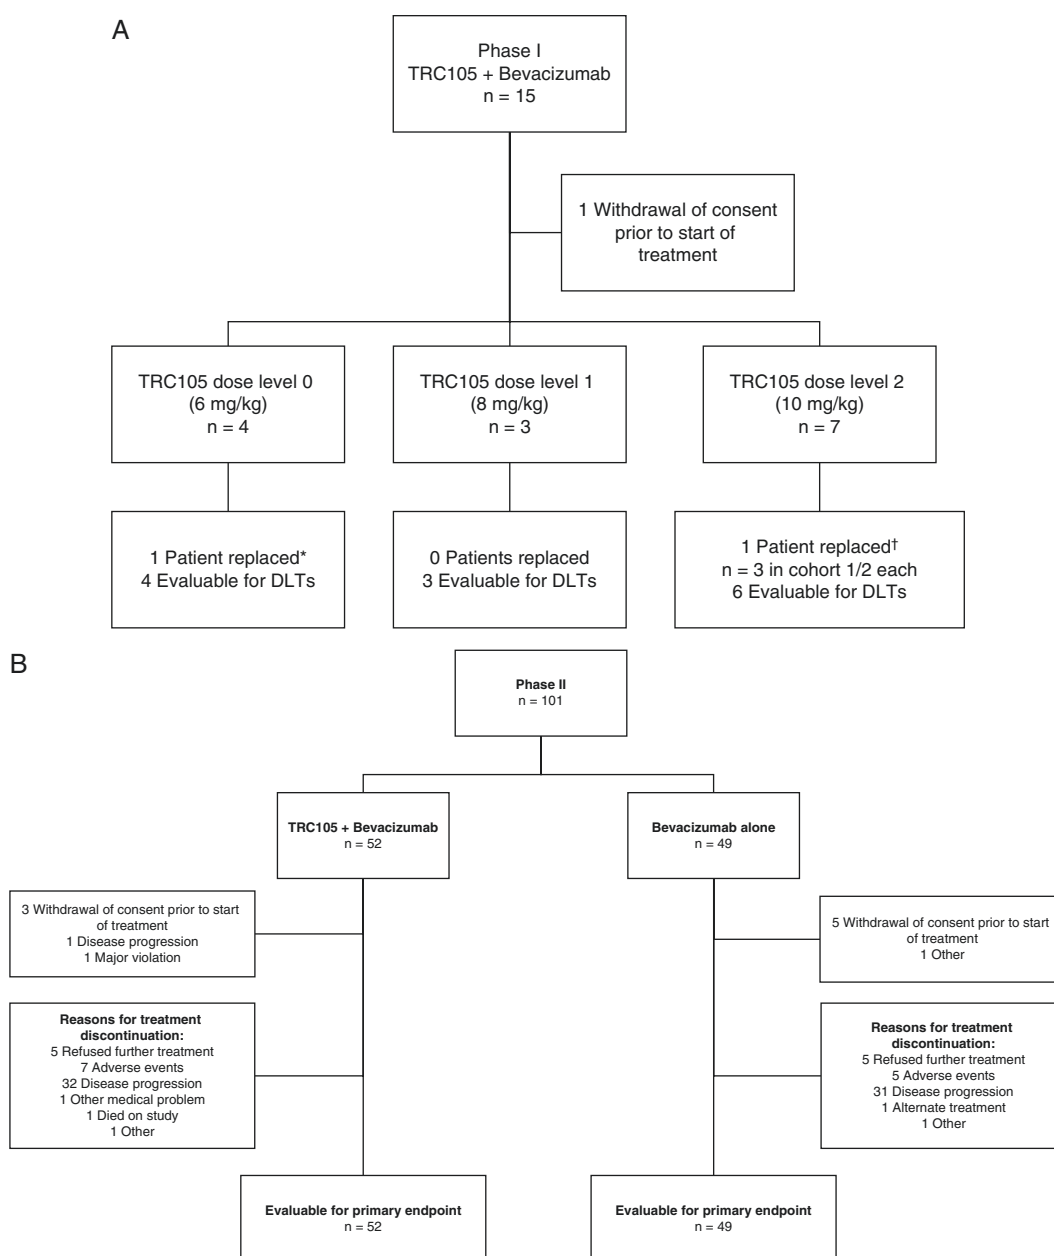 A
Phase I
TRC105 + Bevacizumab
n = 15
1 Withdrawal of consent
prior to start of
treatment
TRC105 dose level 0
(6 mg/kg)
n = 4
TRC105 dose level 1
(8 mg/kg)
n = 3
TRC105 dose level 2
(10 mg/kg)
n = 7
1 Patient replaced*
4 Evaluable for DLTs
0 Patients replaced
3 Evaluable for DLTs
1 Patient replaced†
n = 3 in cohort 1/2 each
6 Evaluable for DLTs
B
Phase II
n = 101
TRC105 + Bevacizumab
n = 52
Bevacizumab alone
n = 49
3 Withdrawal of consent prior to start
of treatment
1 Disease progression
1 Major violation
5 Withdrawal of consent prior to start
of treatment
1 Other
Reasons for treatment
discontinuation:
5 Refused further treatment
7 Adverse events
32 Disease progression
1 Other medical problem
1 Died on study
1 Other
Reasons for treatment
discontinuation:
5 Refused further treatment
5 Adverse events
31 Disease progression
1 Alternate treatment
1 Other
Evaluable for primary endpoint
n = 52
Evaluable for primary endpoint
n = 49